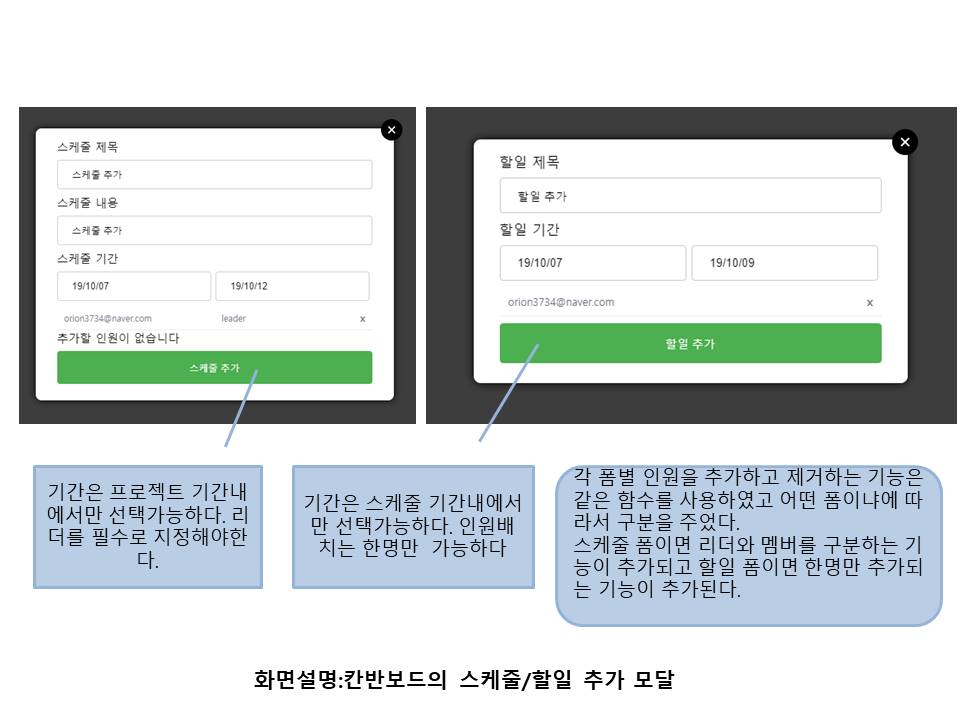 스케줄 제목
스케줄 추가
스케줄 내용
스케줄 추가
스케줄 기간
19/10/07 19/10/12
orion3734@naver.com leader x
추가할 인원이 없습니다
스케줄 추가
할일 제목
할일 추가
할일 기간
19/10/07 19/10/09
orion3734@naver.com x
할일 추가
기간은 프로젝트 기간내
에서만 선택가능하다. 리
더를 필수로 지정해야한
다.
기간은 스케줄 기간내에서
만 선택가능하다. 인원배
치는 한명만 가능하다
각 폼별 인원을 추가하고 제거하는 기능은
같은 함수를 사용하였고 어떤 폼이냐에 따
라서 구분을 주었다.
스케줄 폼이면 리더와 멤버를 구분하는 기
능이 추가되고 할일 폼이면 한명만 추가되
는 기능이 추가된다.
화면설명:칸반보드의 스케줄/할일 추가 모달